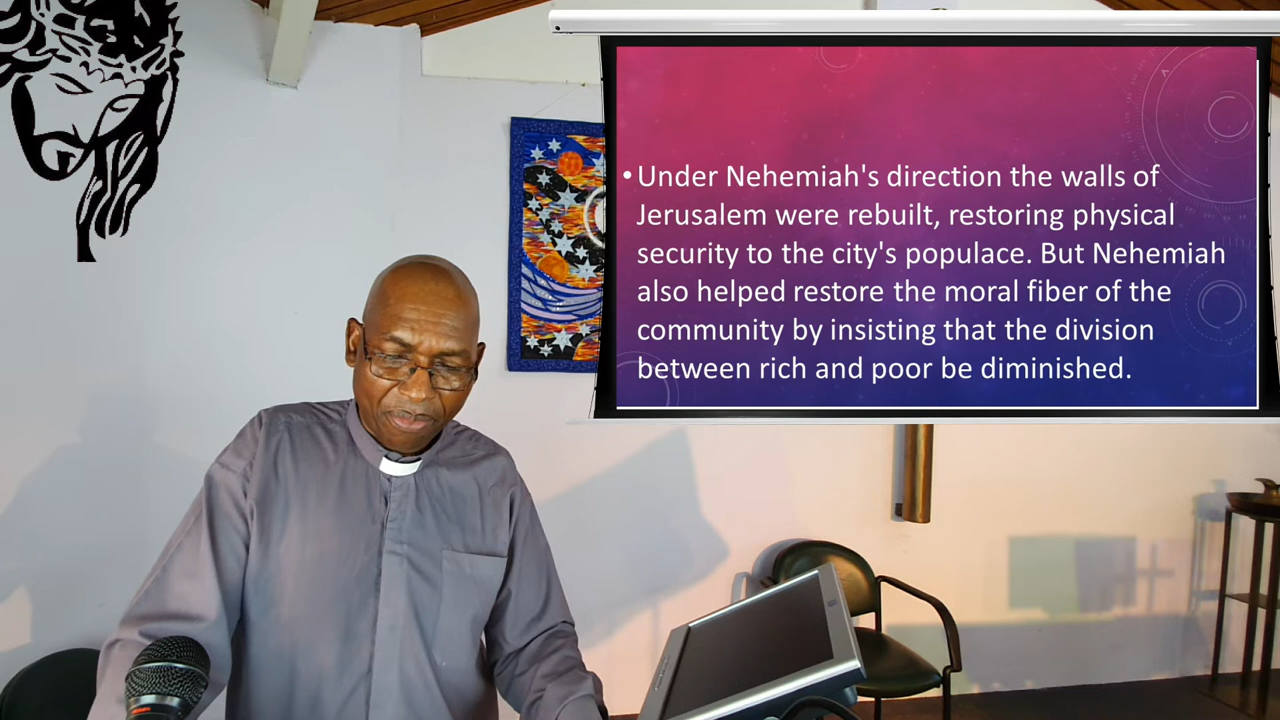 • Under Nehemiah's direction the walls of
Jerusalem were rebuilt, restoring physical
security to the city's populace. But Nehemiah
also helped restore the moral fiber of the
community by insisting that the division
between rich and poor be diminished.